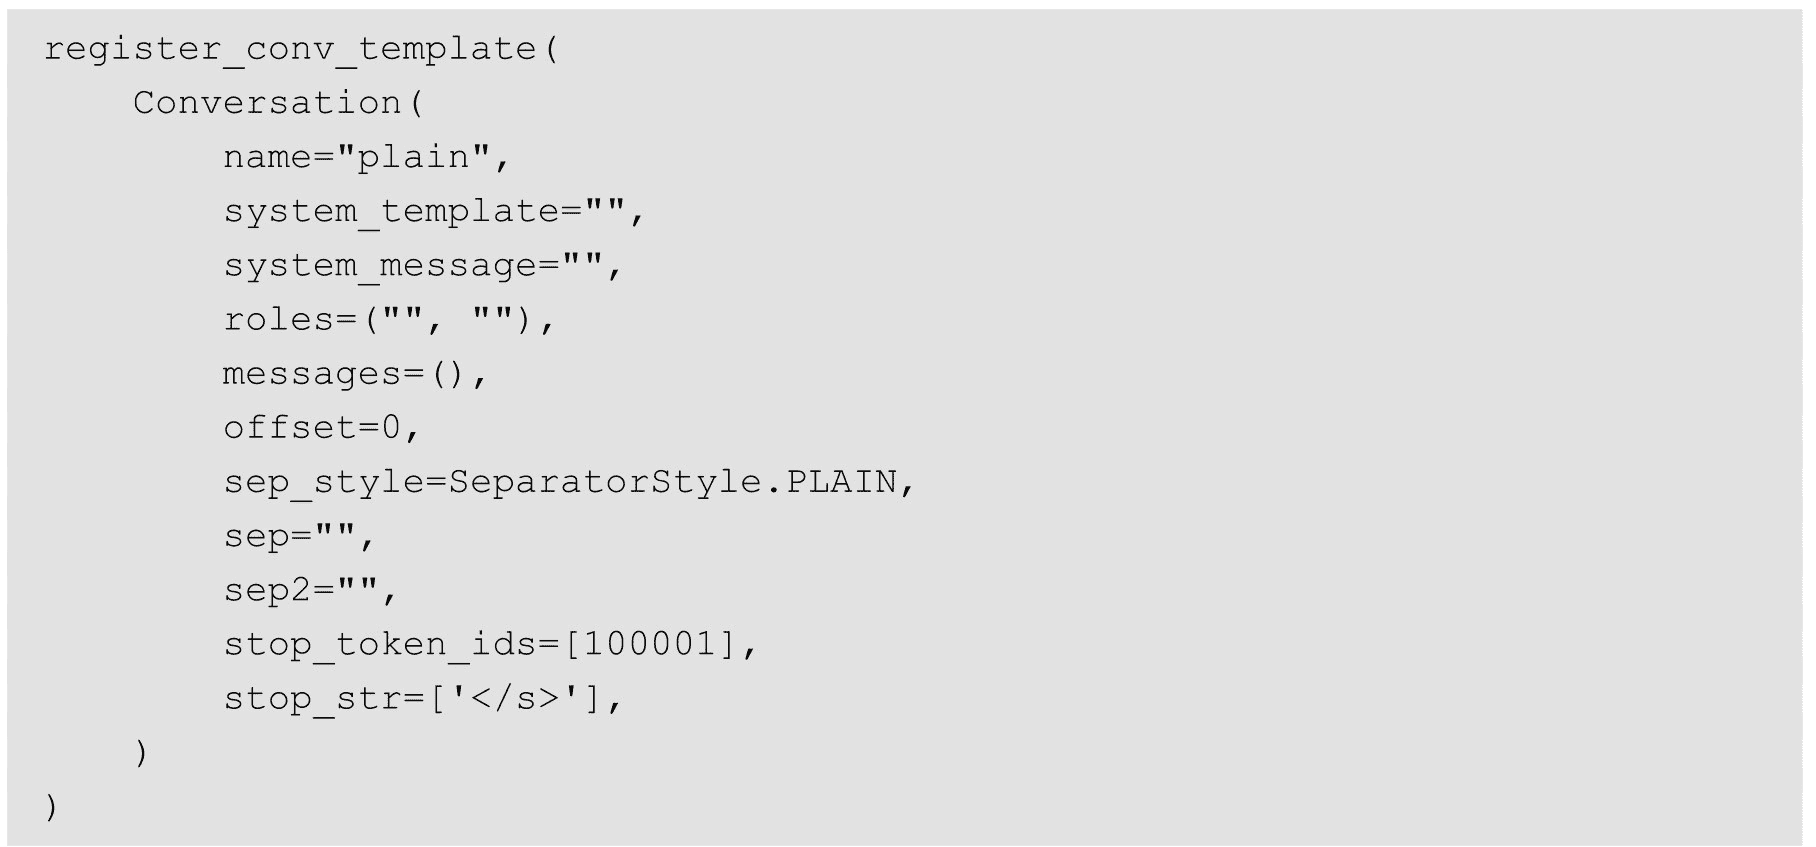 register_conv_template(
    Conversation(
        name="plain",
        system_template="",
        system_message="",
        roles=("", ""),
        messages=(),
        offset=0,
        sep_style=SeparatorStyle.PLAIN,
        sep="",
        sep2="",
        stop_token_ids=[100001],
        stop_str=['</s>'],
    )
)